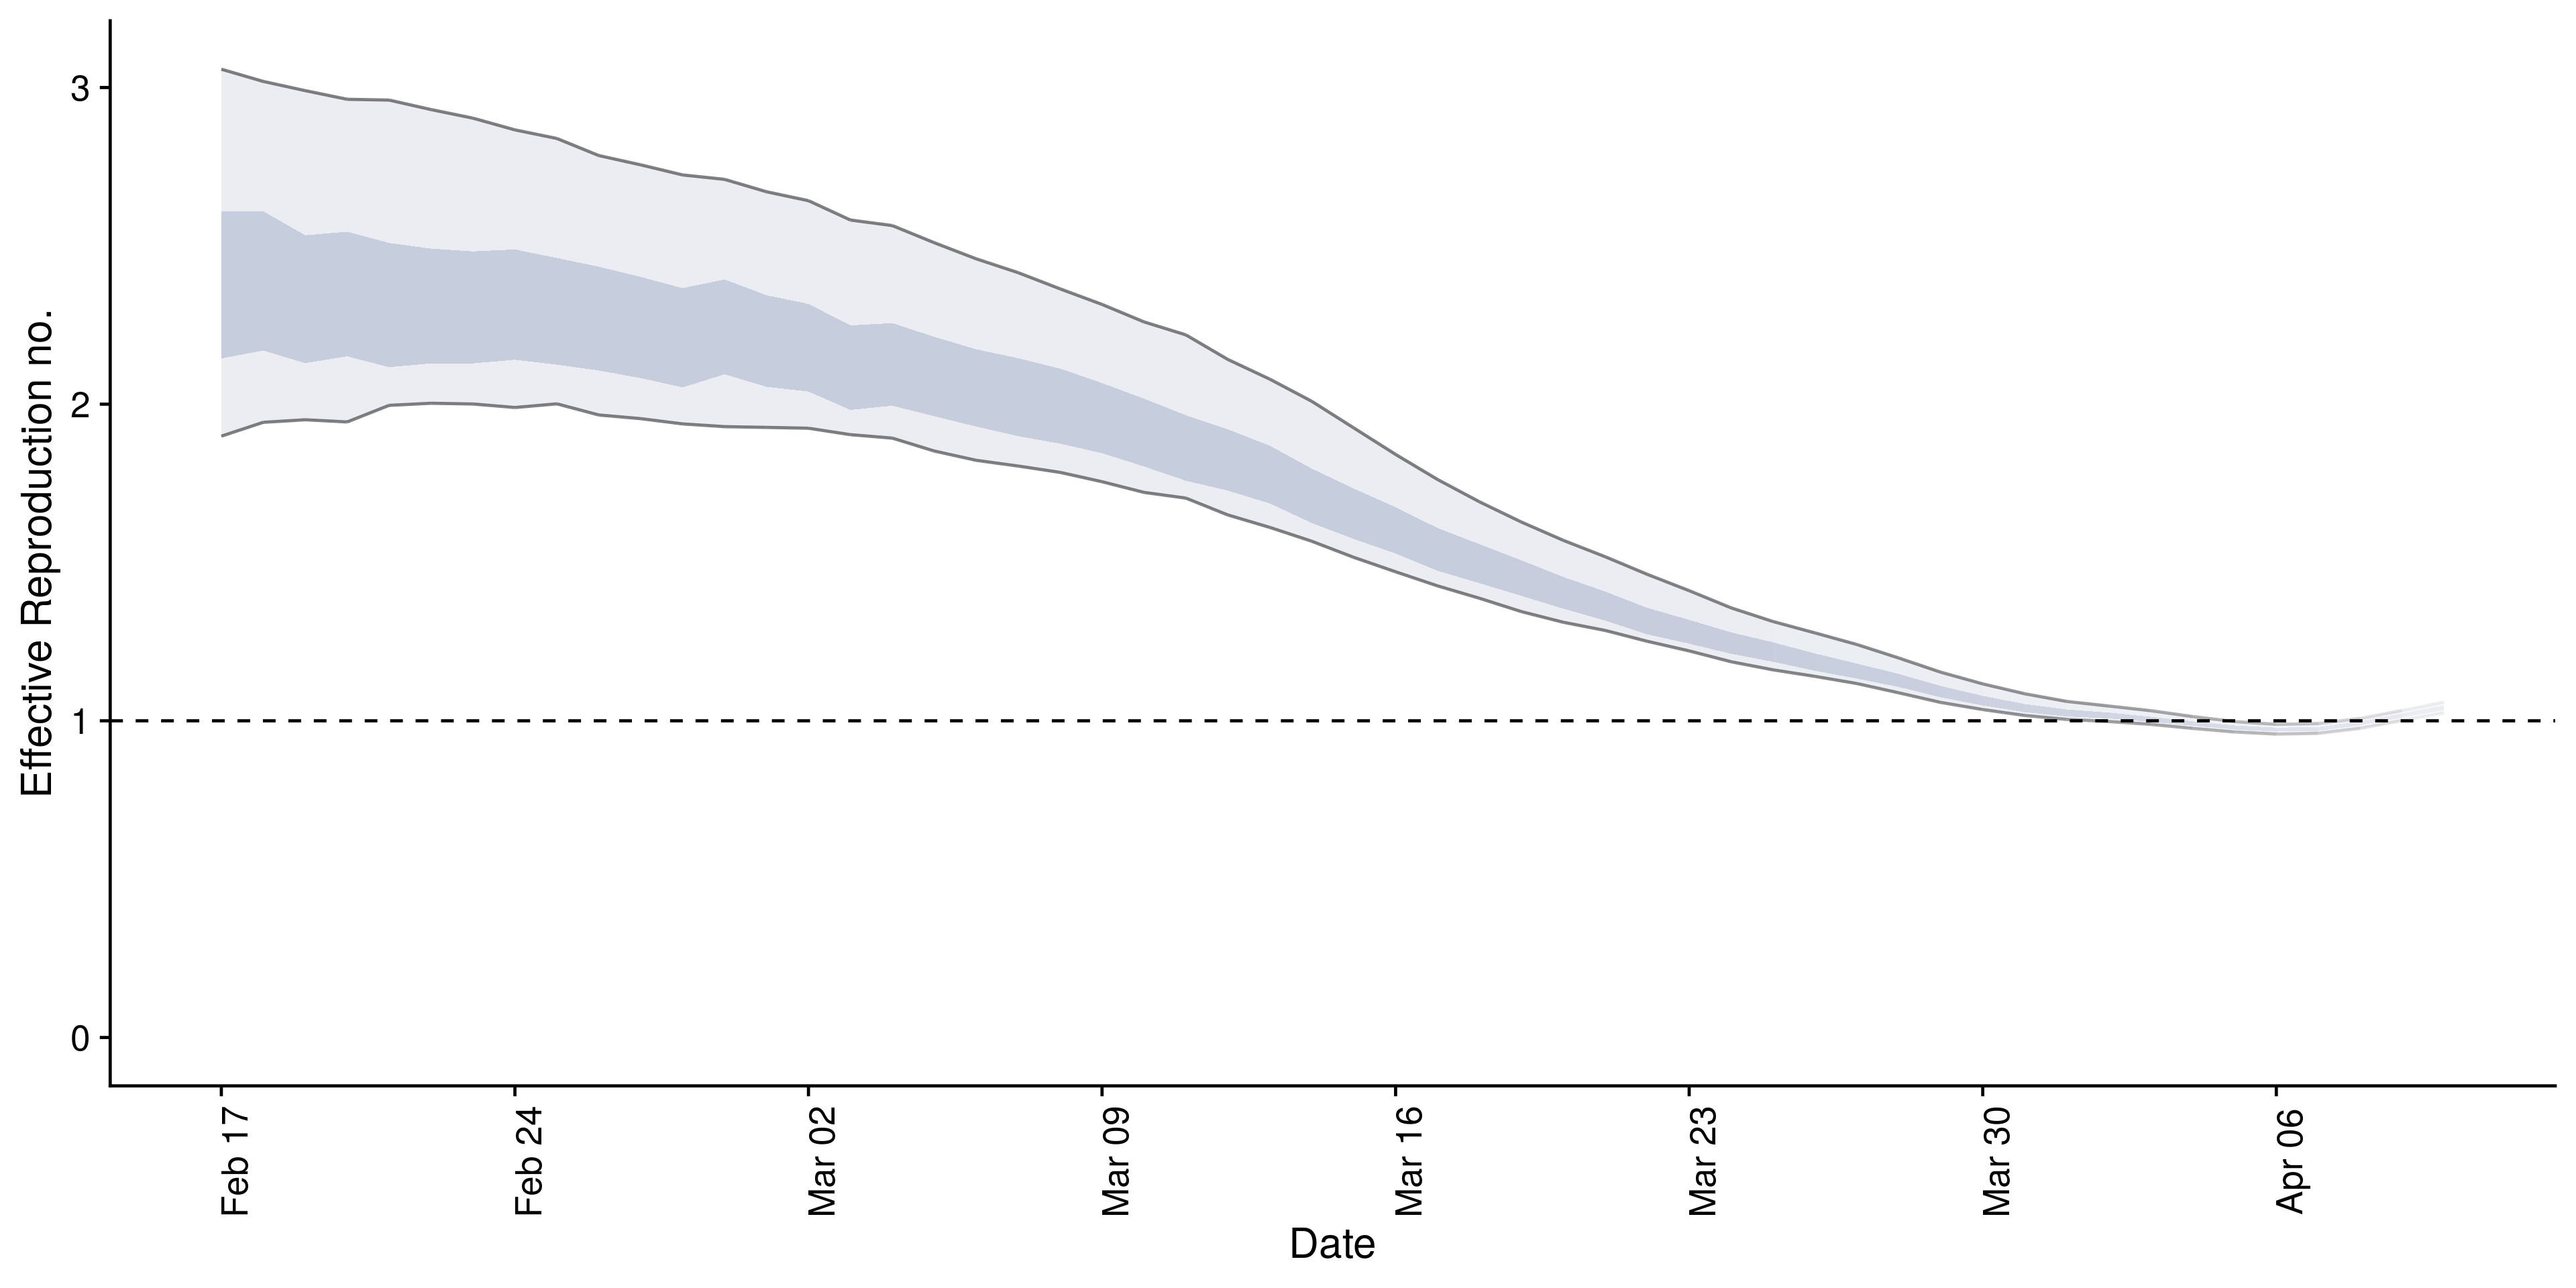 Effective Reproduction no.
3
2
1
0
Feb 17
Feb 24
Mar 02
Mar 09
Mar 16
Mar 23
Mar 30
Apr 06
Date